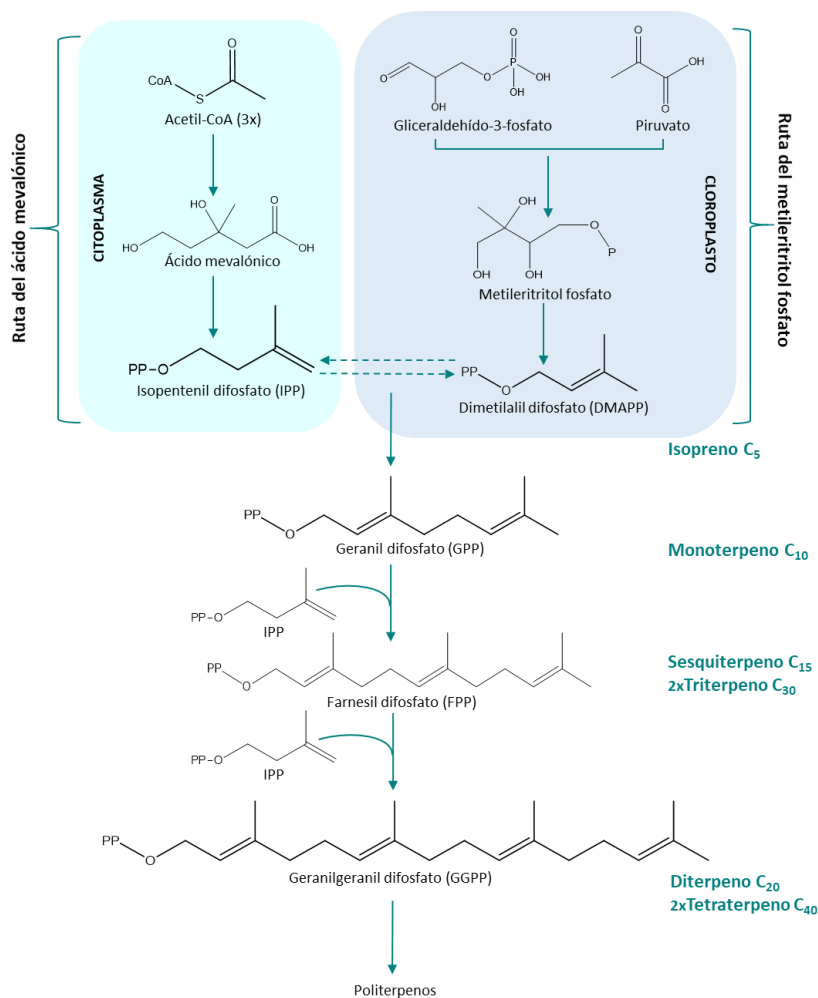 CoA
S
O
Acetil-CoA (3x)
O
O
OH
P
O
OH
OH
Gliceraldehído-3-fosfato
O
OH
O
Piruvato
Ruta del ácido mevalónico
CITOPLASMA
HO
HO
O
OH
Ácido mevalónico
OH
O
P
OH
OH
Metileritritol fosfato
CLOROPLASTO
Ruta del metileritritol fosfato
PP-O
Isopentenil difosfato (IPP)
PP
O
Dimetilalil difosfato (DMAPP)
Isopreno C5
PP
O
Geranil difosfato (GPP)
Monoterpeno C10
PP-O
IPP
PP
O
Farnesil difosfato (FPP)
Sesquiterpeno C15
2xTriterpeno C30
PP-O
IPP
PP
O
Geranilgeranil difosfato (GGPP)
Diterpeno C20
2xTetraterpeno C40
Politerpenos